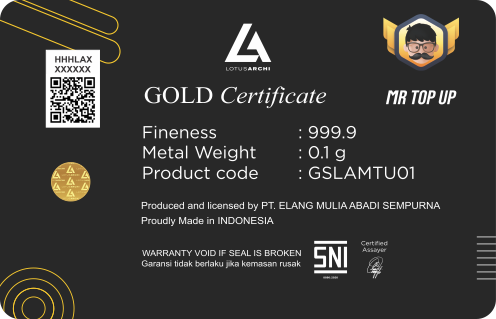 HHHLAX
XXXXXX
LOTUSARCHI
GOLD Certificate
MR TOP UP
Fineness : 999.9
Metal Weight : 0.1 g
Product code : GSLAMTU01
Produced and licensed by PT. ELANG MULIA ABADI SEMPURNA
Proudly Made in INDONESIA
WARRANTY VOID IF SEAL IS BROKEN
Garansi tidak berlaku jika kemasan rusak
SNI
Certified
Assayer